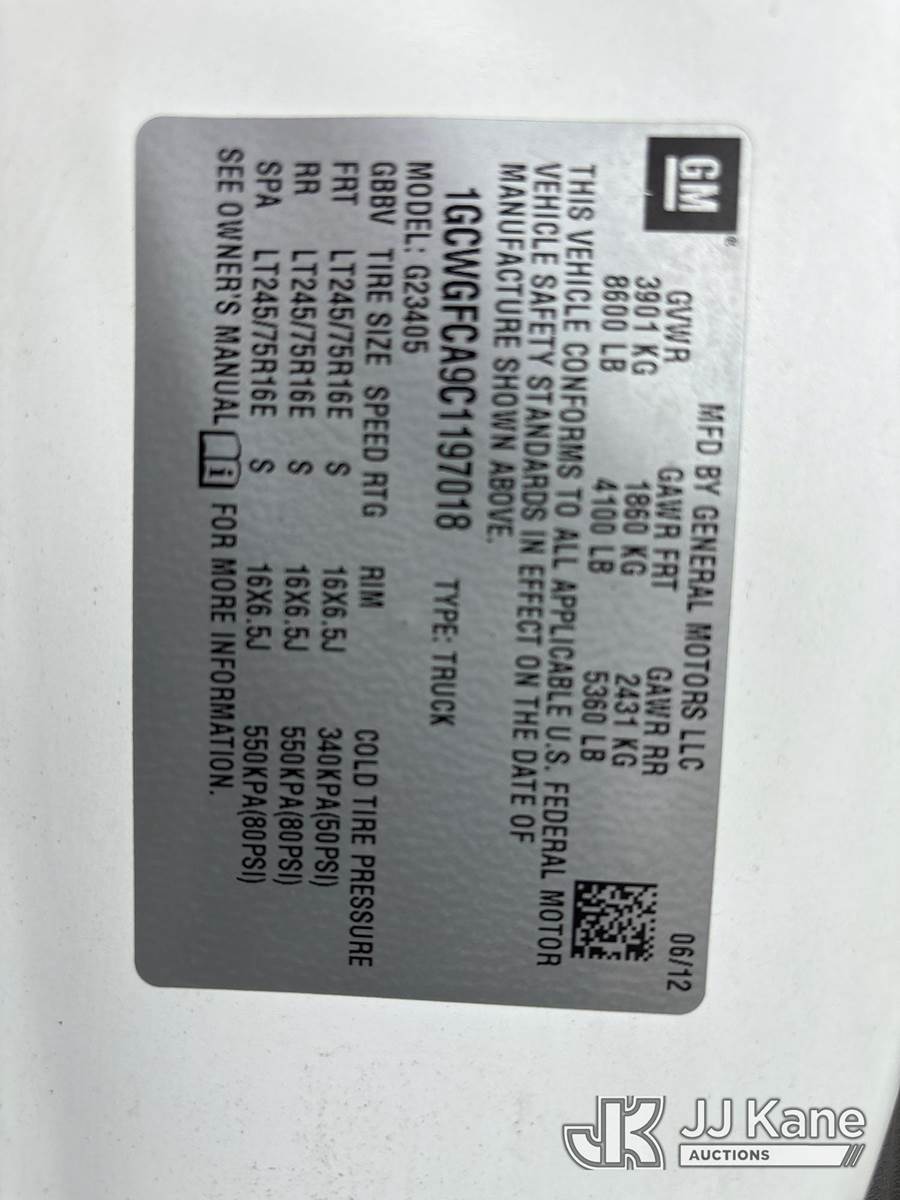 GM®
MFD BY GENERAL MOTORS LLC 06/12
GVWR GAWR FRT GAWR RR
3901 KG 1860 KG 2431 KG
8600 LB 4100 LB 5360 LB
THIS VEHICLE CONFORMS TO ALL APPLICABLE U.S. FEDERAL MOTOR
VEHICLE SAFETY STANDARDS IN EFFECT ON THE DATE OF
MANUFACTURE SHOWN ABOVE.
1GCWGFCA9C1197018 TYPE: TRUCK
MODEL: G23405
GBBV TIRE SIZE SPEED RTG RIM COLD TIRE PRESSURE
FRT LT245/75R16E S 16X6.5J 340KPA(50PSI)
RR LT245/75R16E S 16X6.5J 550KPA(80PSI)
SPA LT245/75R16E S 16X6.5J 550KPA(80PSI)
SEE OWNER'S MANUAL i FOR MORE INFORMATION.
JK JJ Kane
AUCTIONS